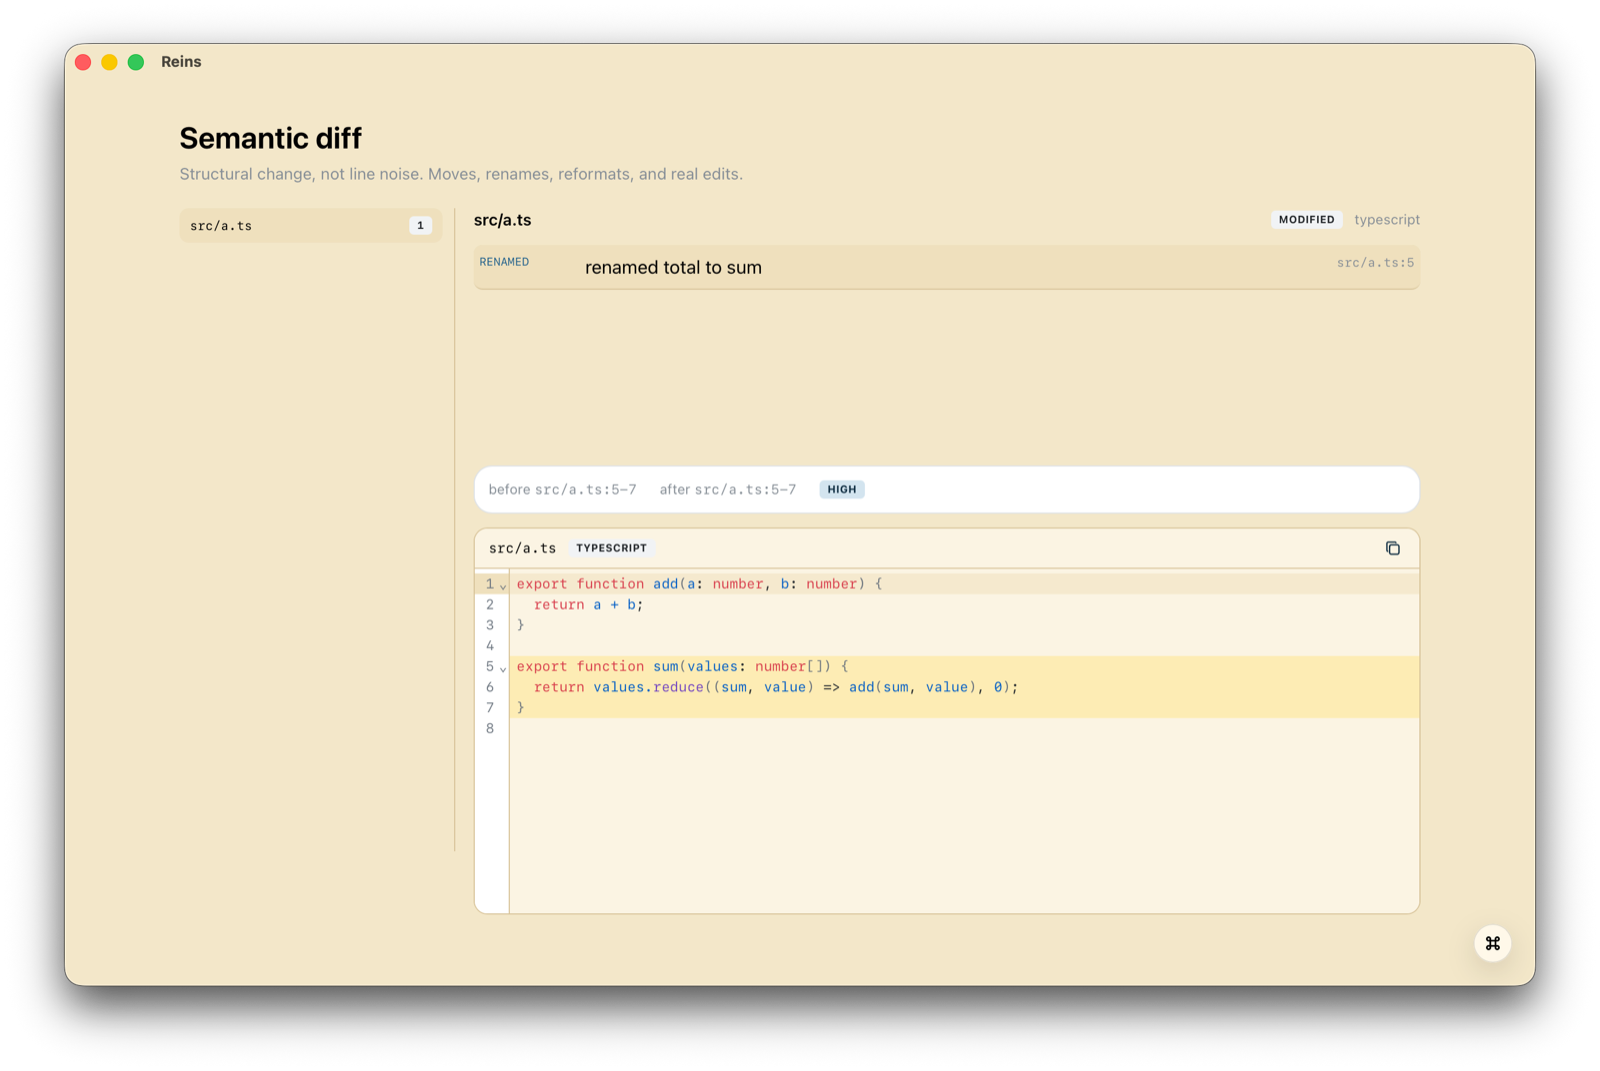 Reins
Semantic diff
Structural change, not line noise. Moves, renames, reformats, and real edits.
src/a.ts 1
src/a.ts MODIFIED typescript
RENAMED renamed total to sum src/a.ts:5
before src/a.ts:5–7 after src/a.ts:5–7 HIGH
src/a.ts TYPESCRIPT
1 export function add(a: number, b: number) {
2   return a + b;
3 }
4
5 export function sum(values: number[]) {
6   return values.reduce((sum, value) => add(sum, value), 0);
7 }
8
⌘